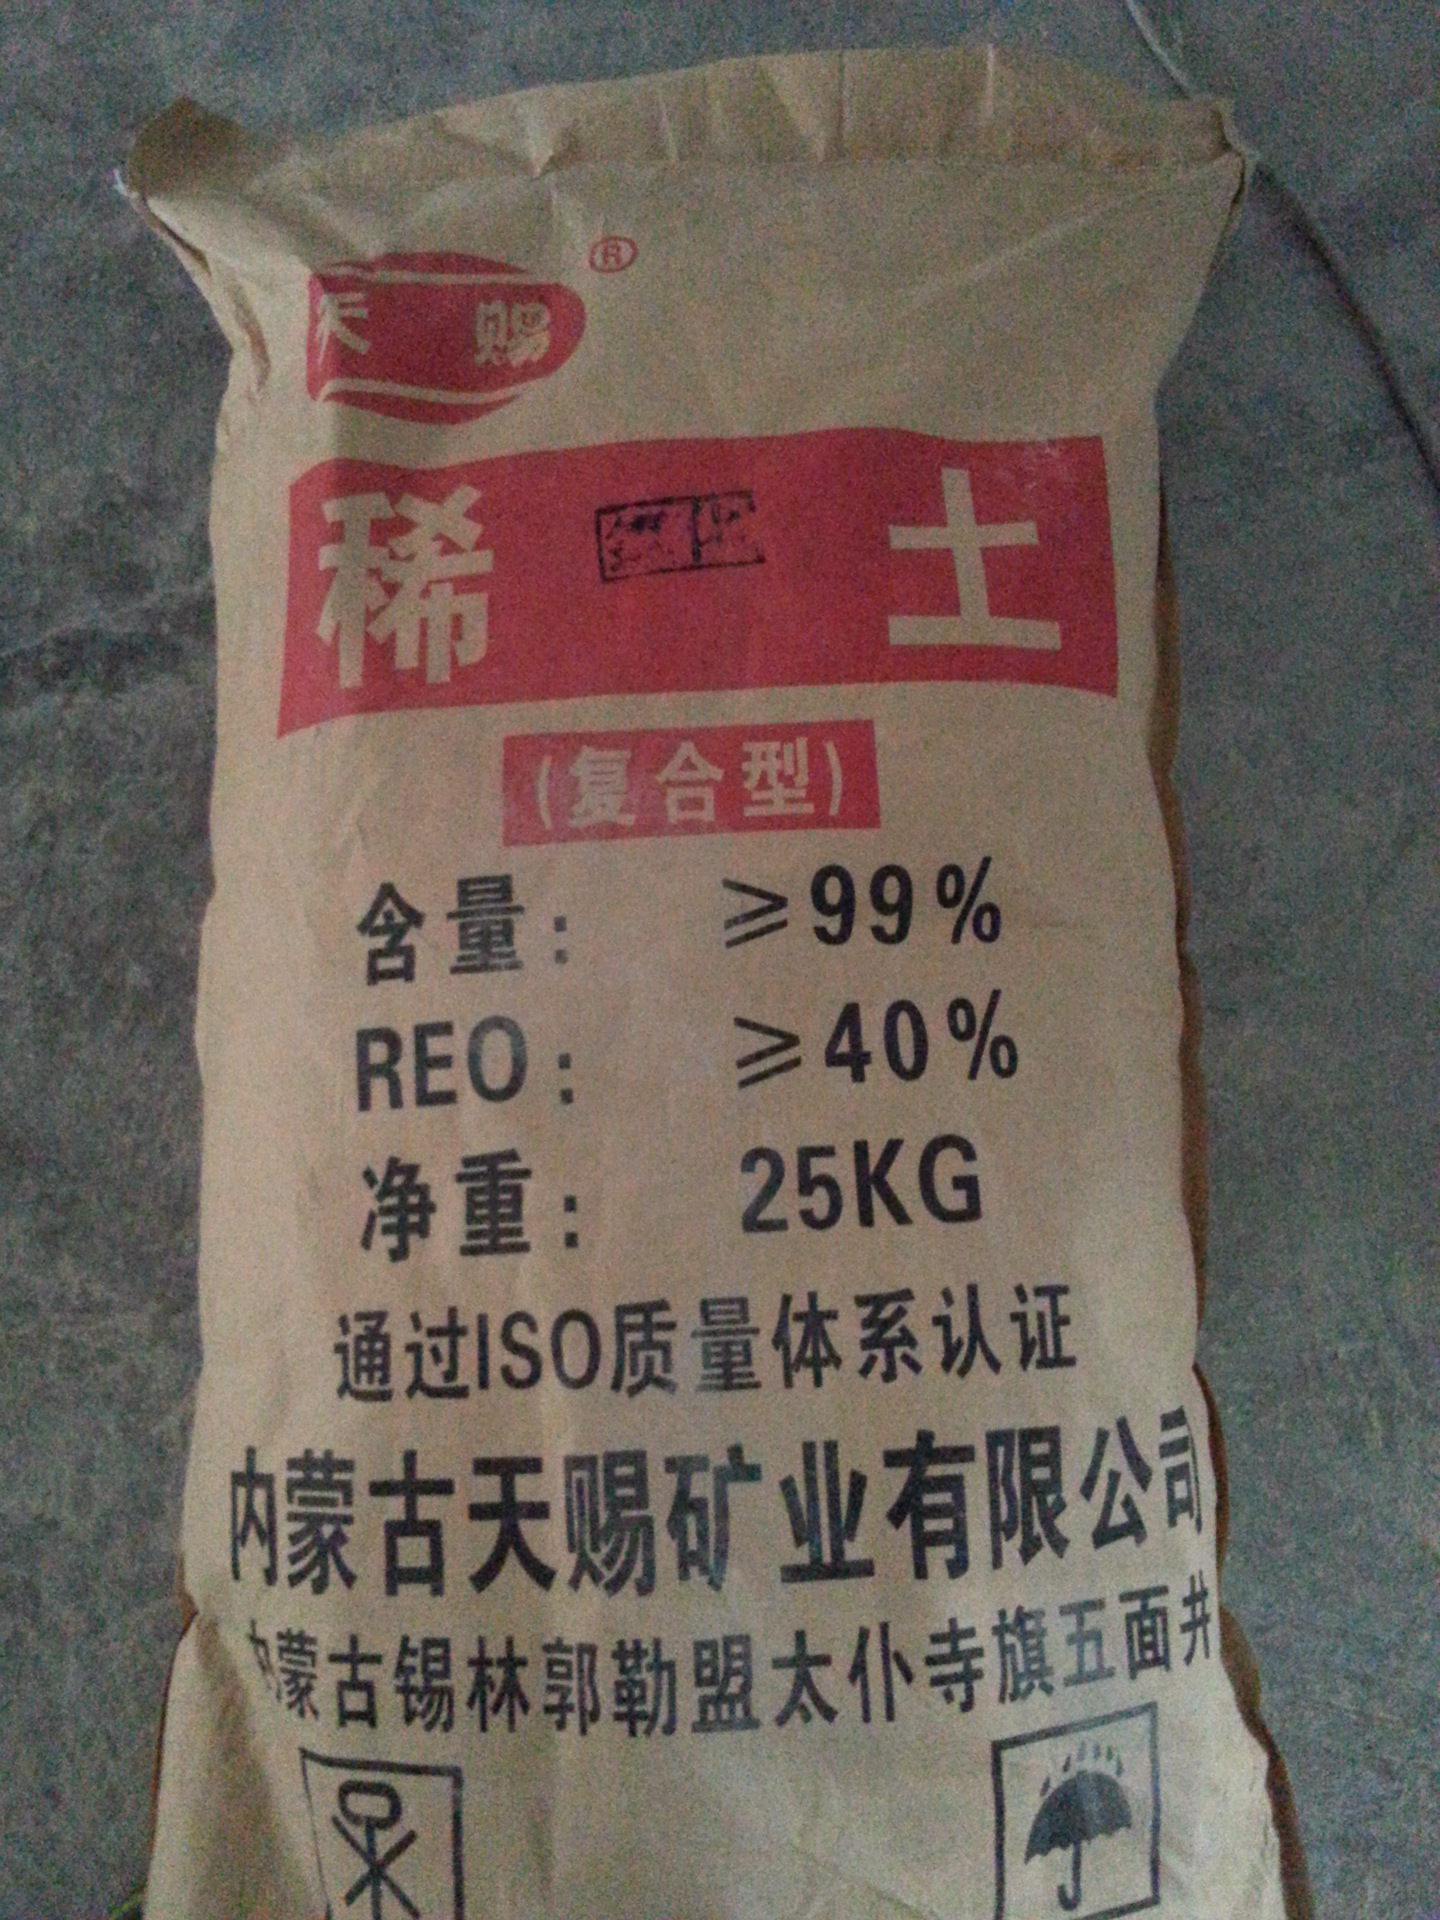 天赐
®
稀土
(复合型)
含量: ≥99%
REO: ≥40%
净重: 25KG
通过ISO质量体系认证
内蒙古天赐矿业有限公司
内蒙古锡林郭勒盟太仆寺旗五面井